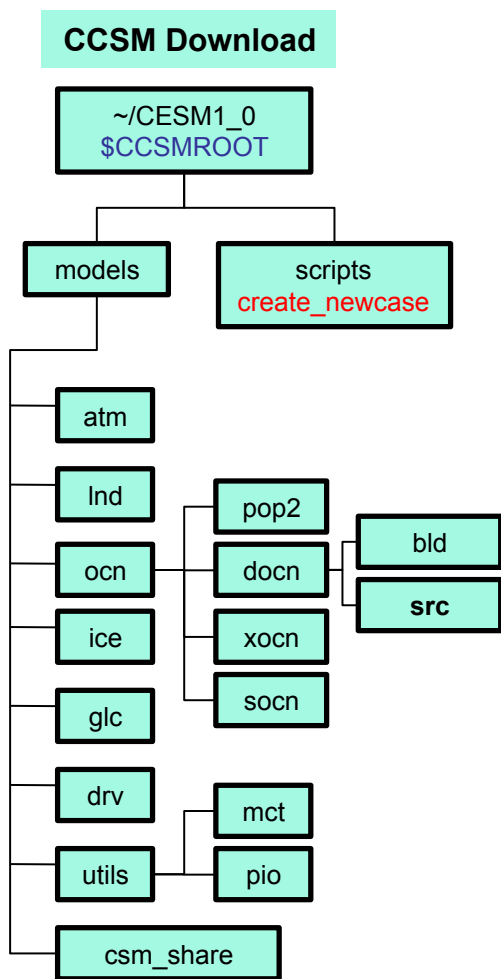 CCSM Download
~/CESM1_0
$CCSMROOT
models
scripts
create_newcase
atm
lnd
pop2
bld
ocn
docn
src
ice
xocn
socn
glc
drv
mct
utils
pio
csm_share